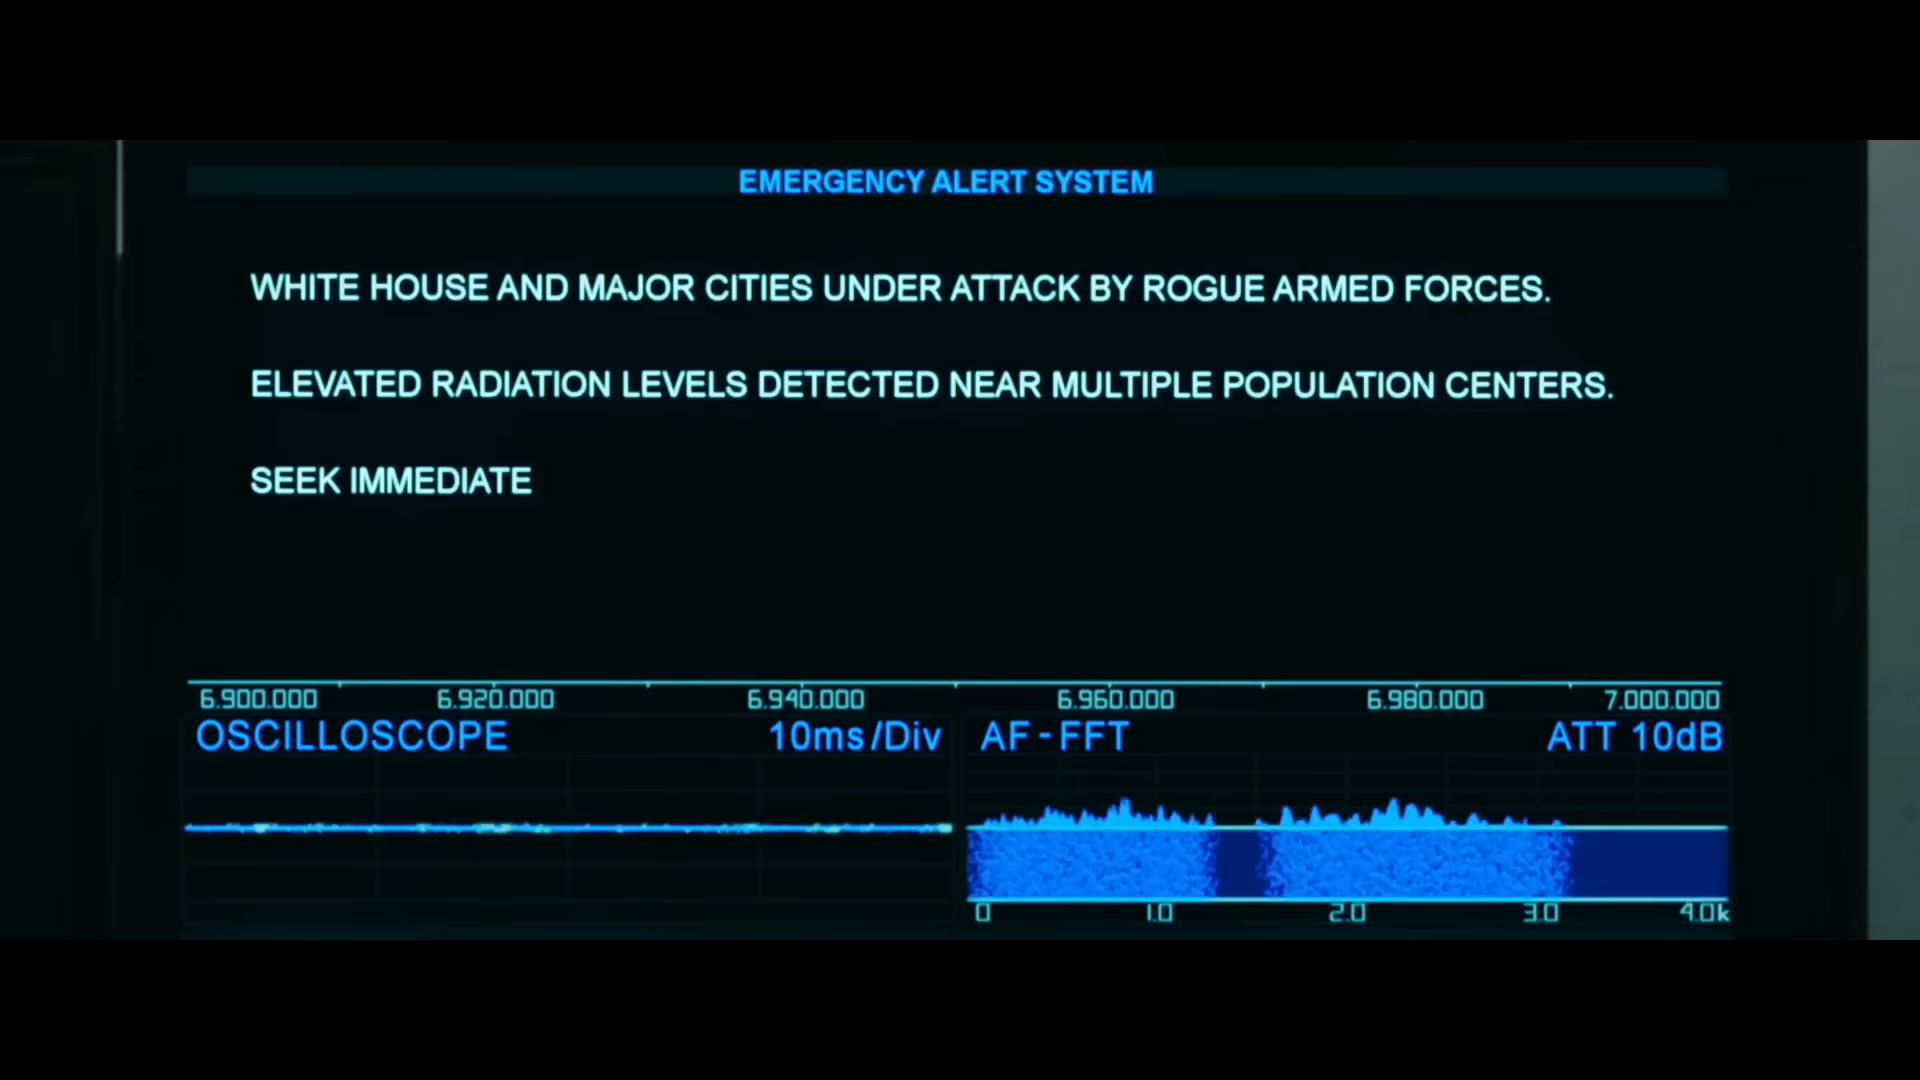 EMERGENCY ALERT SYSTEM
WHITE HOUSE AND MAJOR CITIES UNDER ATTACK BY ROGUE ARMED FORCES.
ELEVATED RADIATION LEVELS DETECTED NEAR MULTIPLE POPULATION CENTERS.
SEEK IMMEDIATE
6.900.000 6.920.000 6.940.000 6.960.000 6.980.000 7.000.000
OSCILLOSCOPE 10ms/Div AF-FFT ATT 10dB
0 1.0 2.0 3.0 4.0k